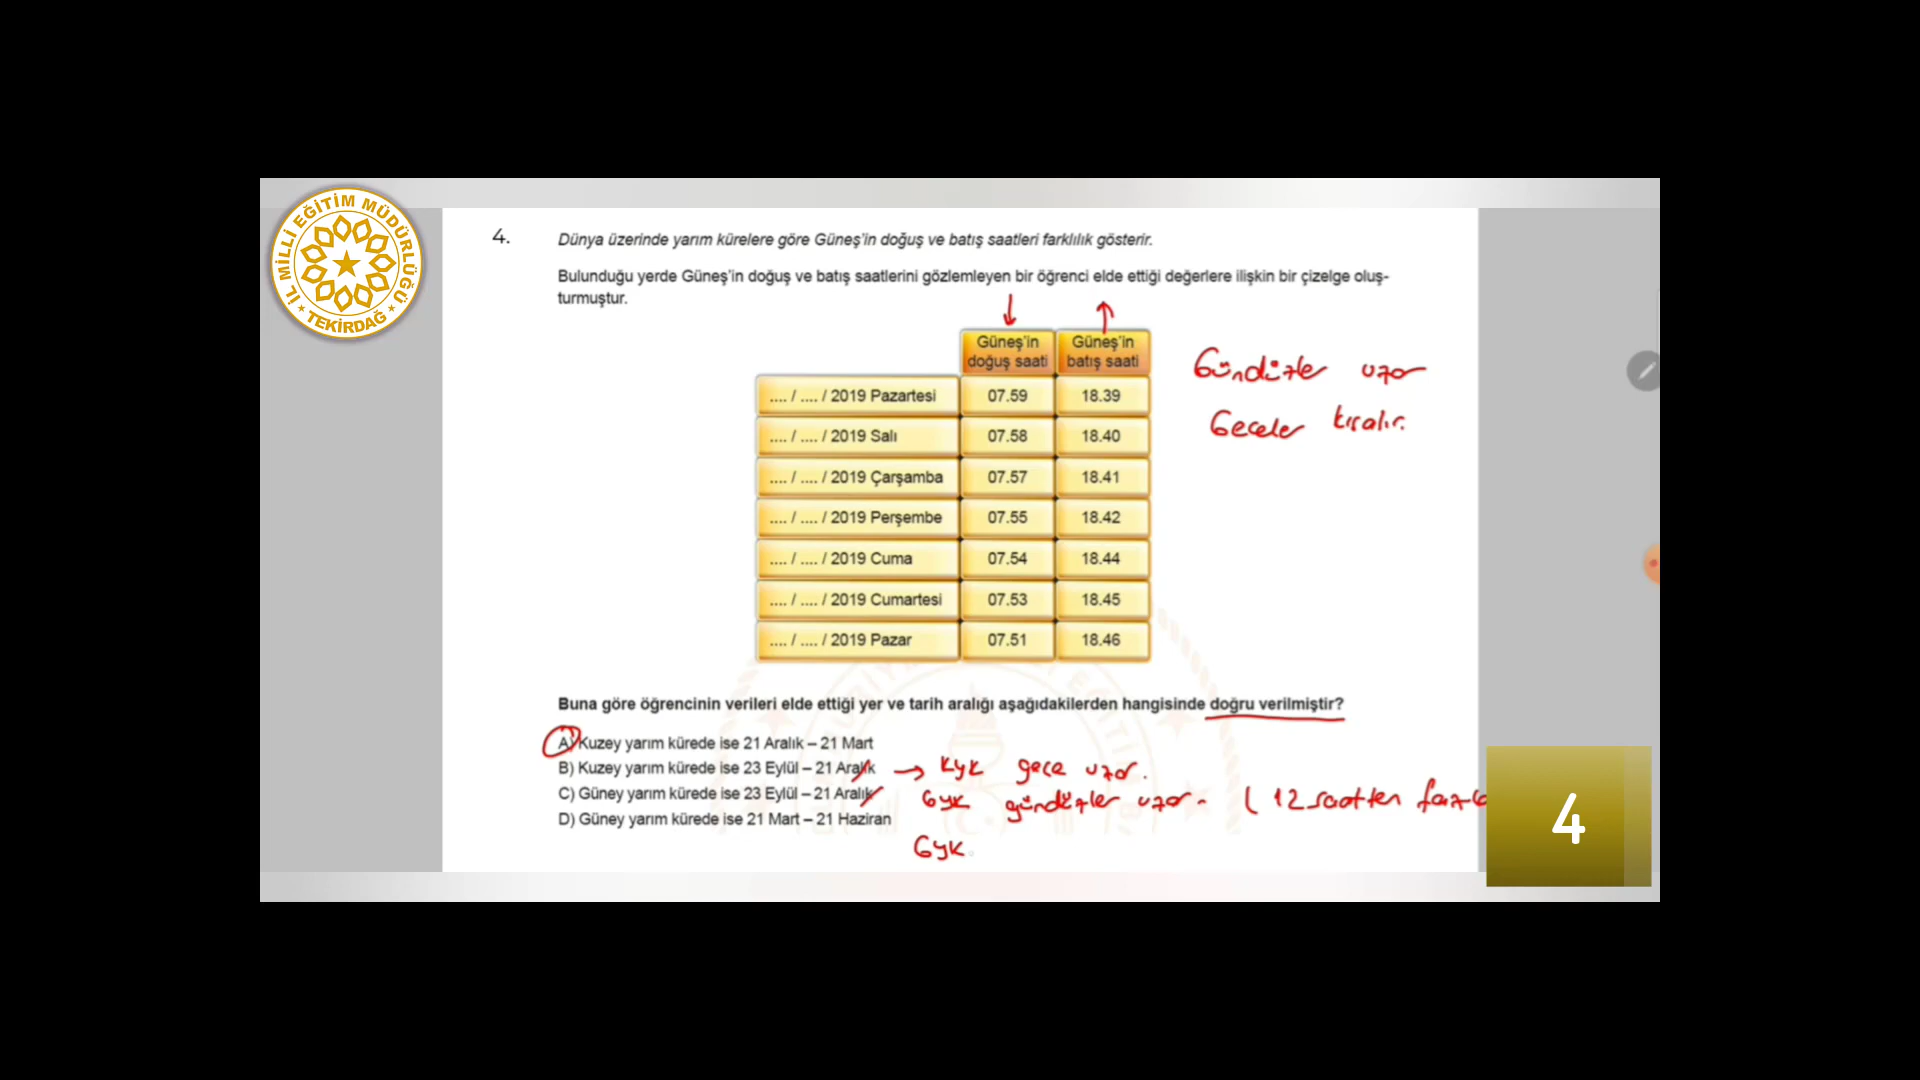 İL MİLLİ EĞİTİM MÜDÜRLÜĞÜ
TEKİRDAĞ
4. Dünya üzerinde yarım kürelere göre Güneş'in doğuş ve batış saatleri farklılık gösterir.
Bulunduğu yerde Güneş'in doğuş ve batış saatlerini gözlemleyen bir öğrenci elde ettiği değerlere ilişkin bir çizelge oluş-
turmuştur.
Güneş'in doğuş saati Güneş'in batış saati
.... / .... / 2019 Pazartesi 07.59 18.39
.... / .... / 2019 Salı 07.58 18.40
.... / .... / 2019 Çarşamba 07.57 18.41
.... / .... / 2019 Perşembe 07.55 18.42
.... / .... / 2019 Cuma 07.54 18.44
.... / .... / 2019 Cumartesi 07.53 18.45
.... / .... / 2019 Pazar 07.51 18.46
Gündüzler uzar
Geceler kısalır.
Buna göre öğrencinin verileri elde ettiği yer ve tarih aralığı aşağıdakilerden hangisinde doğru verilmiştir?
A) Kuzey yarım kürede ise 21 Aralık – 21 Mart
B) Kuzey yarım kürede ise 23 Eylül – 21 Aralık → KYK gece uzar.
C) Güney yarım kürede ise 23 Eylül – 21 Aralık GYK gündüzler uzar. ( 12 saatten fazla
D) Güney yarım kürede ise 21 Mart – 21 Haziran
GYK
4